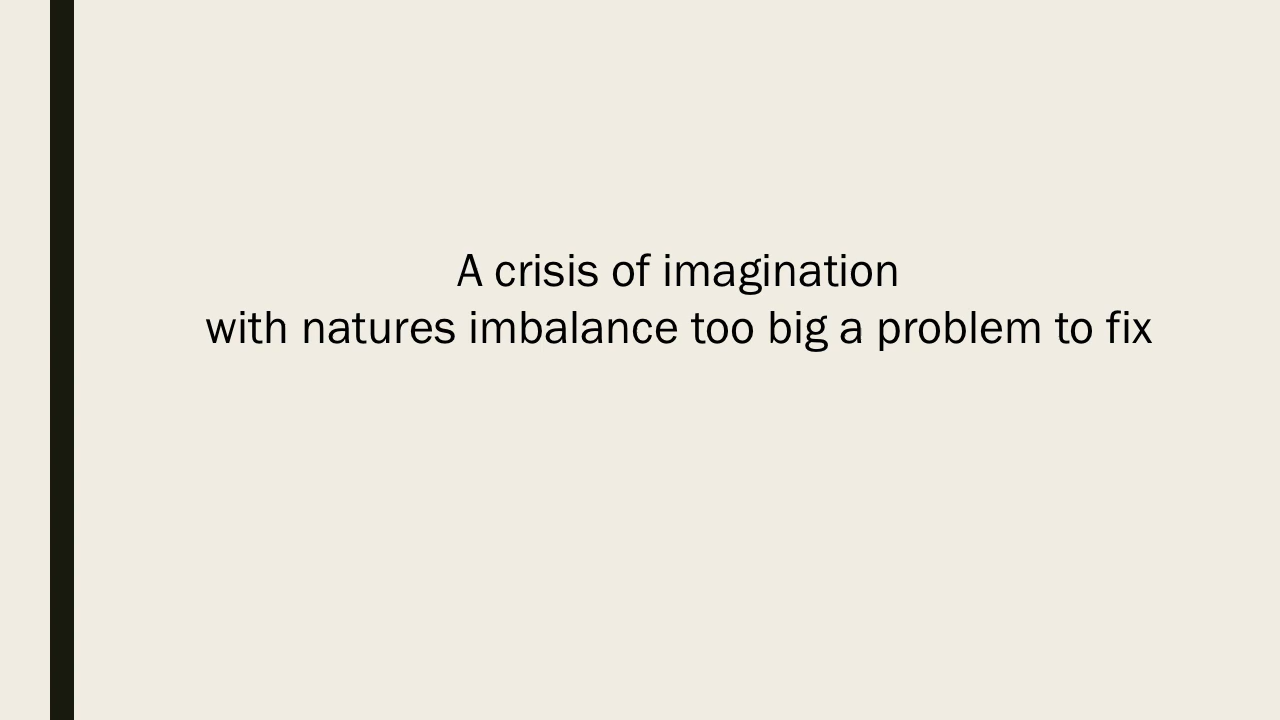 A crisis of imagination
with natures imbalance too big a problem to fix